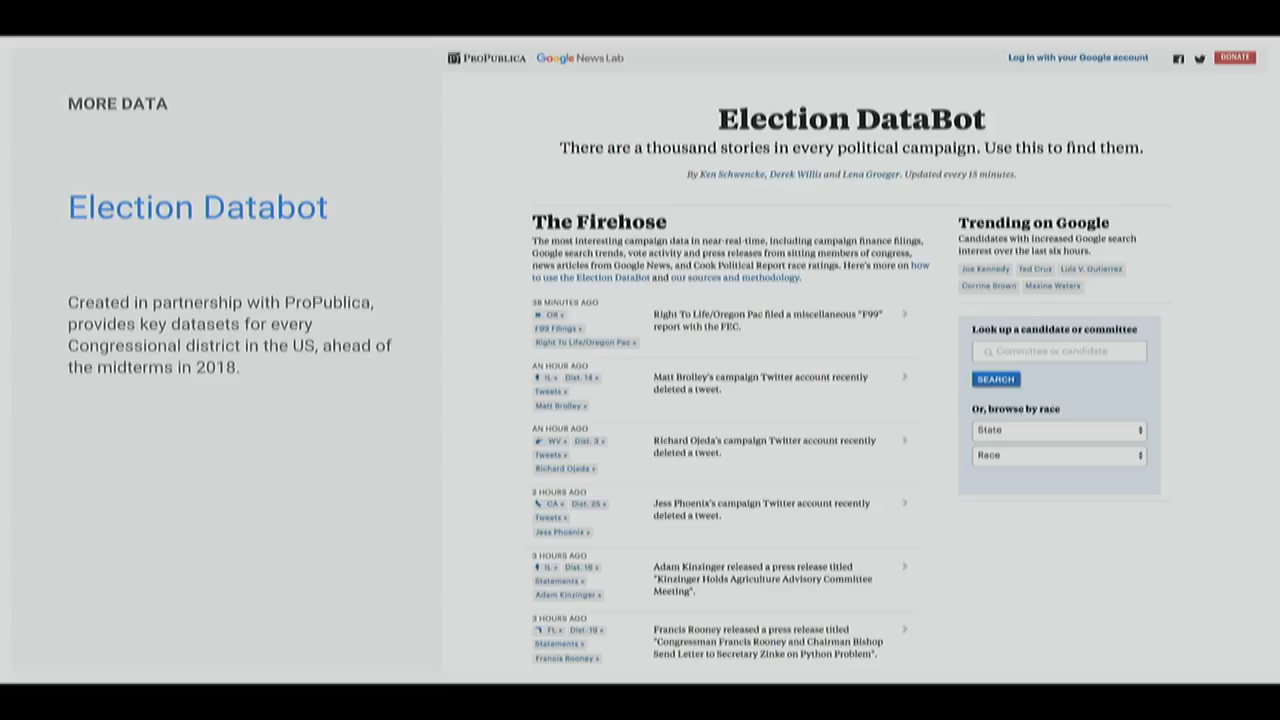 MORE DATA
Election Databot
Created in partnership with ProPublica,
provides key datasets for every
Congressional district in the US, ahead of
the midterms in 2018.
PROPUBLICA Google News Lab
Log in with your Google account
DONATE
Election DataBot
There are a thousand stories in every political campaign. Use this to find them.
By Ken Schwencke, Derek Willis and Lena Groeger. Updated every 15 minutes.
The Firehose
The most interesting campaign data in near-real-time, including campaign finance filings,
Google search trends, vote activity and press releases from sitting members of congress,
news articles from Google News, and Cook Political Report race ratings. Here's more on how
to use the Election DataBot and our sources and methodology.
38 MINUTES AGO
OR »
F99 Filings »
Right To Life/Oregon Pac »
Right To Life/Oregon Pac filed a miscellaneous "F99"
report with the FEC.
AN HOUR AGO
IL » Dist. 14 »
Tweets »
Matt Brolley »
Matt Brolley's campaign Twitter account recently
deleted a tweet.
AN HOUR AGO
WV » Dist. 3 »
Tweets »
Richard Ojeda »
Richard Ojeda's campaign Twitter account recently
deleted a tweet.
2 HOURS AGO
CA » Dist. 25 »
Tweets »
Jess Phoenix »
Jess Phoenix's campaign Twitter account recently
deleted a tweet.
3 HOURS AGO
IL » Dist. 16 »
Statements »
Adam Kinzinger »
Adam Kinzinger released a press release titled
"Kinzinger Holds Agriculture Advisory Committee
Meeting".
3 HOURS AGO
FL » Dist. 19 »
Statements »
Francis Rooney »
Francis Rooney released a press release titled
"Congressman Francis Rooney and Chairman Bishop
Send Letter to Secretary Zinke on Python Problem".
Trending on Google
Candidates with increased Google search
interest over the last six hours.
Joe Kennedy Ted Cruz Luis V. Gutierrez
Corrine Brown Maxine Waters
Look up a candidate or committee
Committee or candidate
SEARCH
Or, browse by race
State
Race